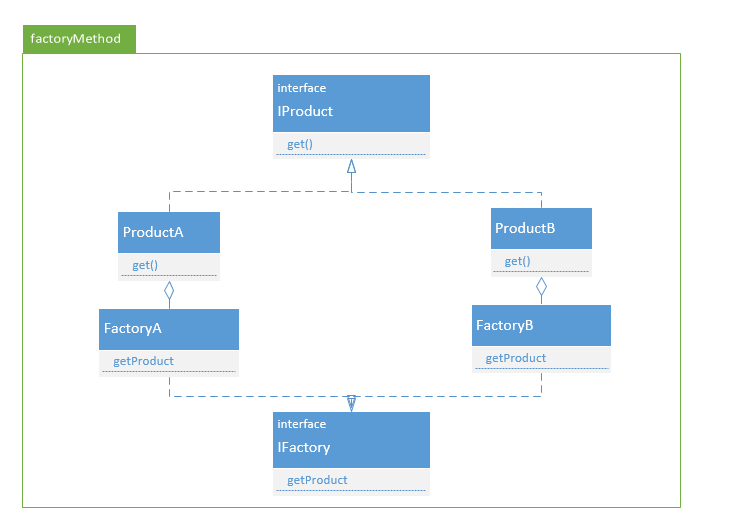 factoryMethod
interface
IProduct
get()
ProductA
get()
ProductB
get()
FactoryA
getProduct
FactoryB
getProduct
interface
IFactory
getProduct